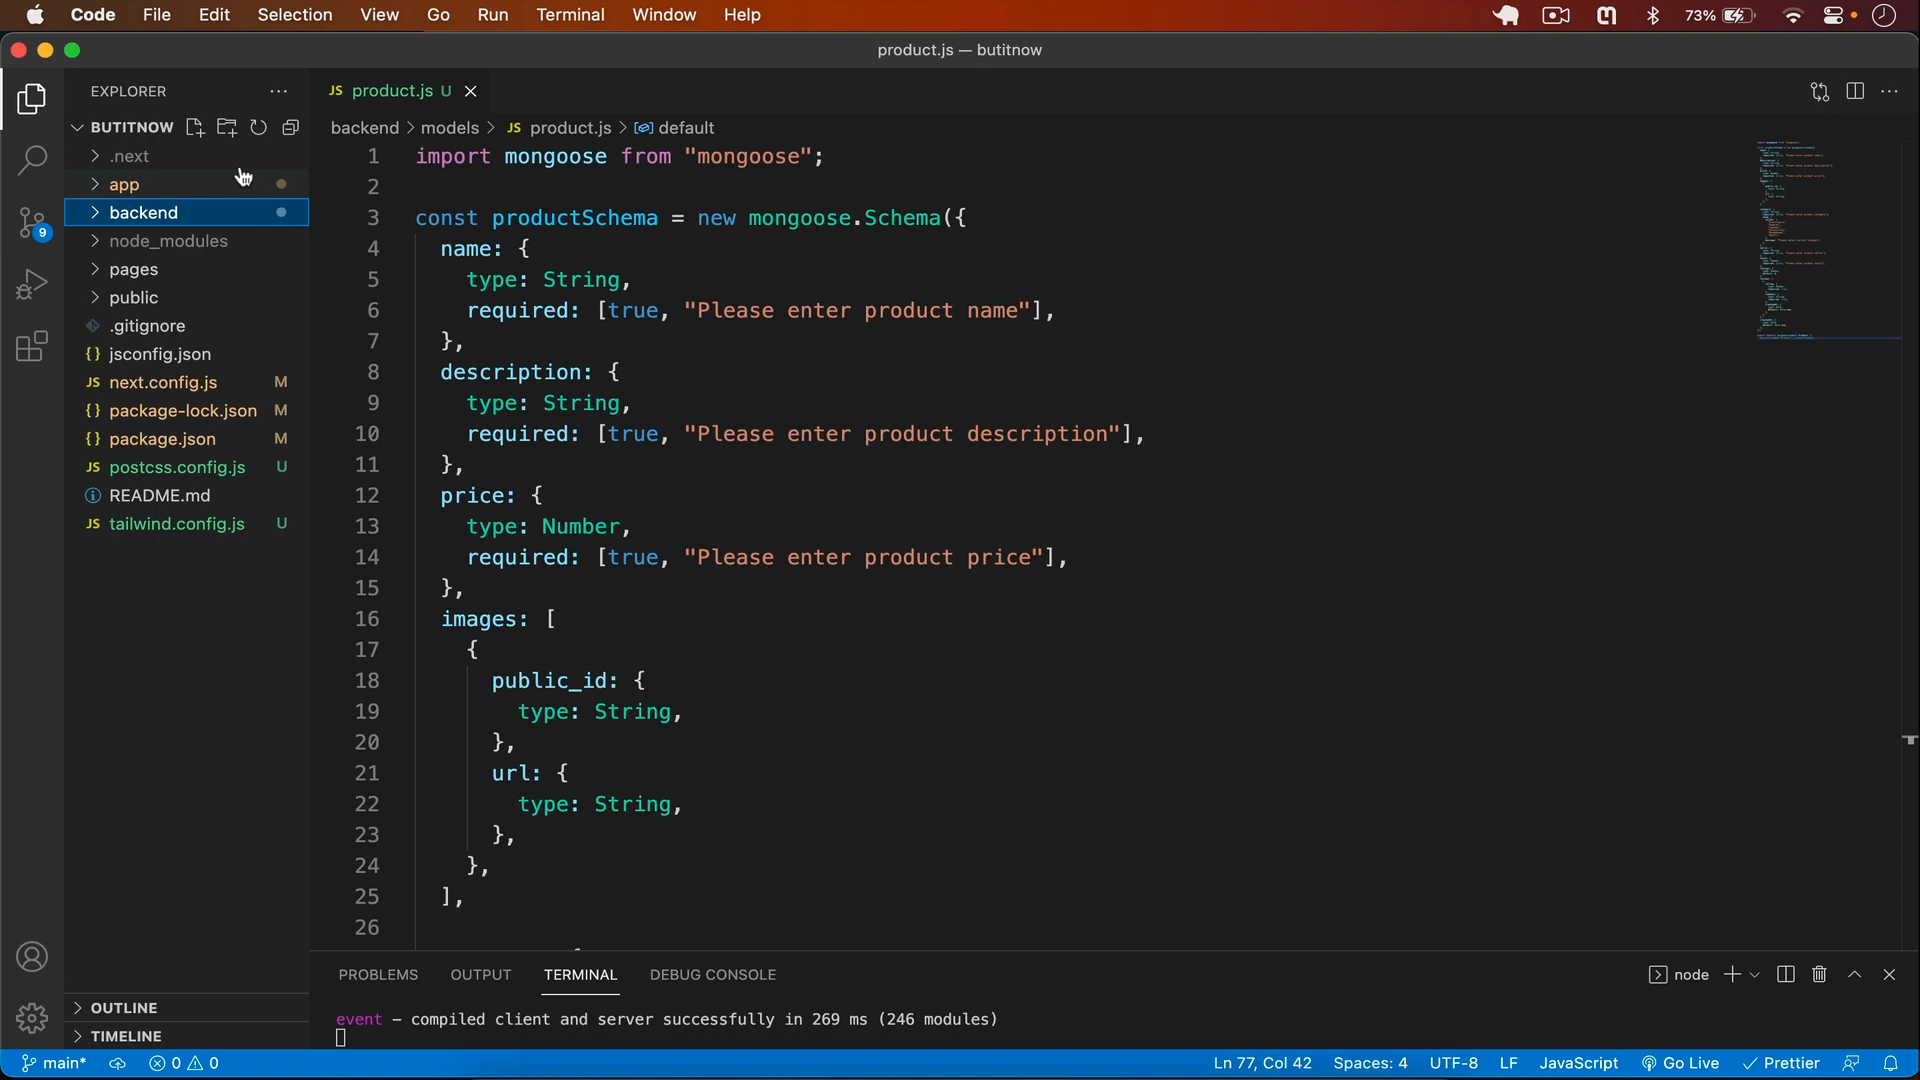 Code File Edit Selection View Go Run Terminal Window Help 73%
product.js — butitnow
EXPLORER
JS product.js U
BUTITNOW
backend > models > JS product.js > default
.next
app
backend
node_modules
pages
public
.gitignore
{} jsconfig.json
JS next.config.js M
{} package-lock.json M
{} package.json M
JS postcss.config.js U
README.md
JS tailwind.config.js U
OUTLINE
TIMELINE
1 import mongoose from "mongoose";
2
3 const productSchema = new mongoose.Schema({
4 name: {
5 type: String,
6 required: [true, "Please enter product name"],
7 },
8 description: {
9 type: String,
10 required: [true, "Please enter product description"],
11 },
12 price: {
13 type: Number,
14 required: [true, "Please enter product price"],
15 },
16 images: [
17 {
18 public_id: {
19 type: String,
20 },
21 url: {
22 type: String,
23 },
24 },
25 ],
26
PROBLEMS OUTPUT TERMINAL DEBUG CONSOLE node
event - compiled client and server successfully in 269 ms (246 modules)
main* 9 0 0 Ln 77, Col 42 Spaces: 4 UTF-8 LF JavaScript Go Live Prettier